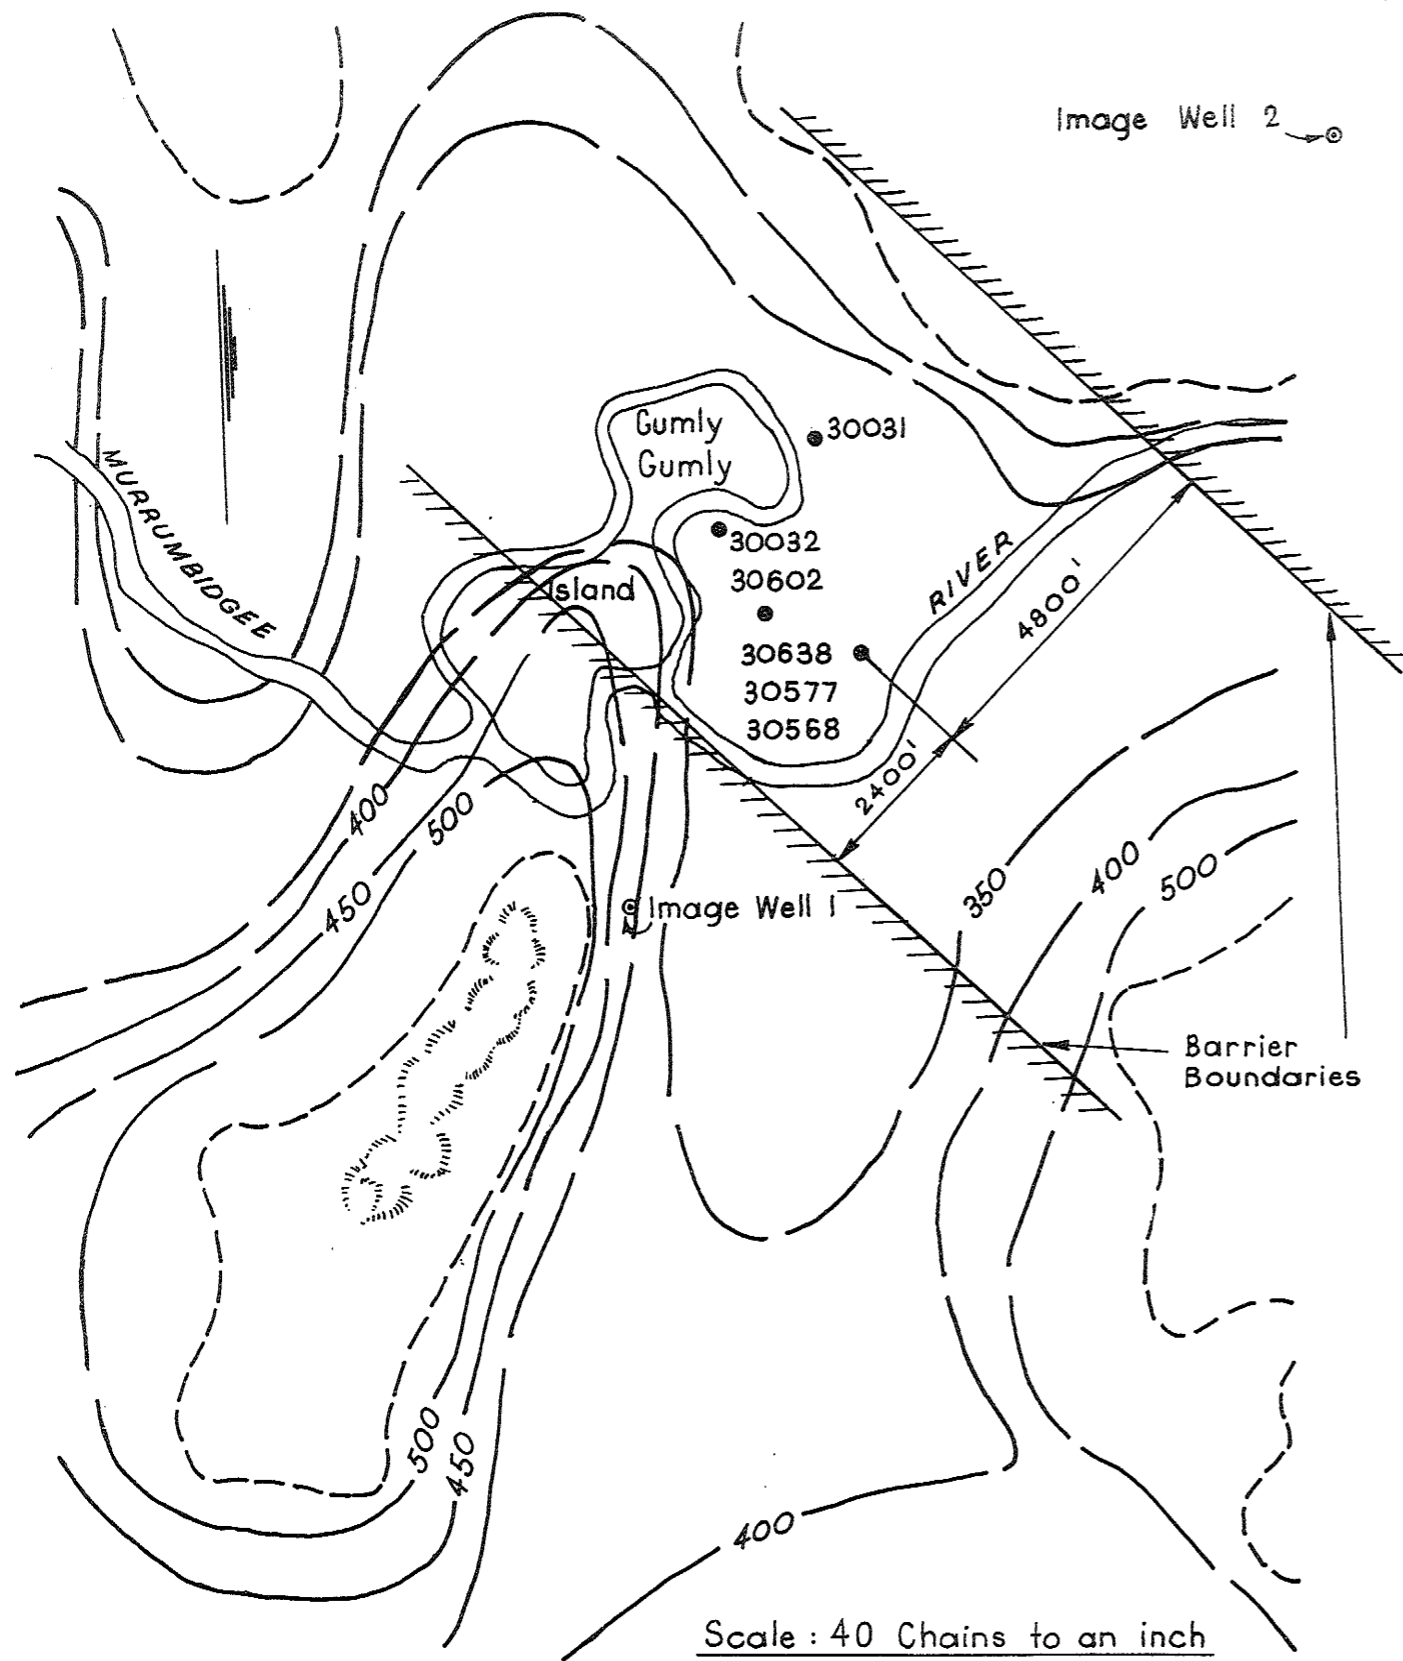 Image Well 2
Gumly
Gumly
30031
MURRUMBIDGEE
30032
30602
Island
RIVER
4800'
30638
30577
30568
2400'
400
500
450
350
400
500
Image Well 1
Barrier
Boundaries
500
450
400
Scale : 40 Chains to an inch